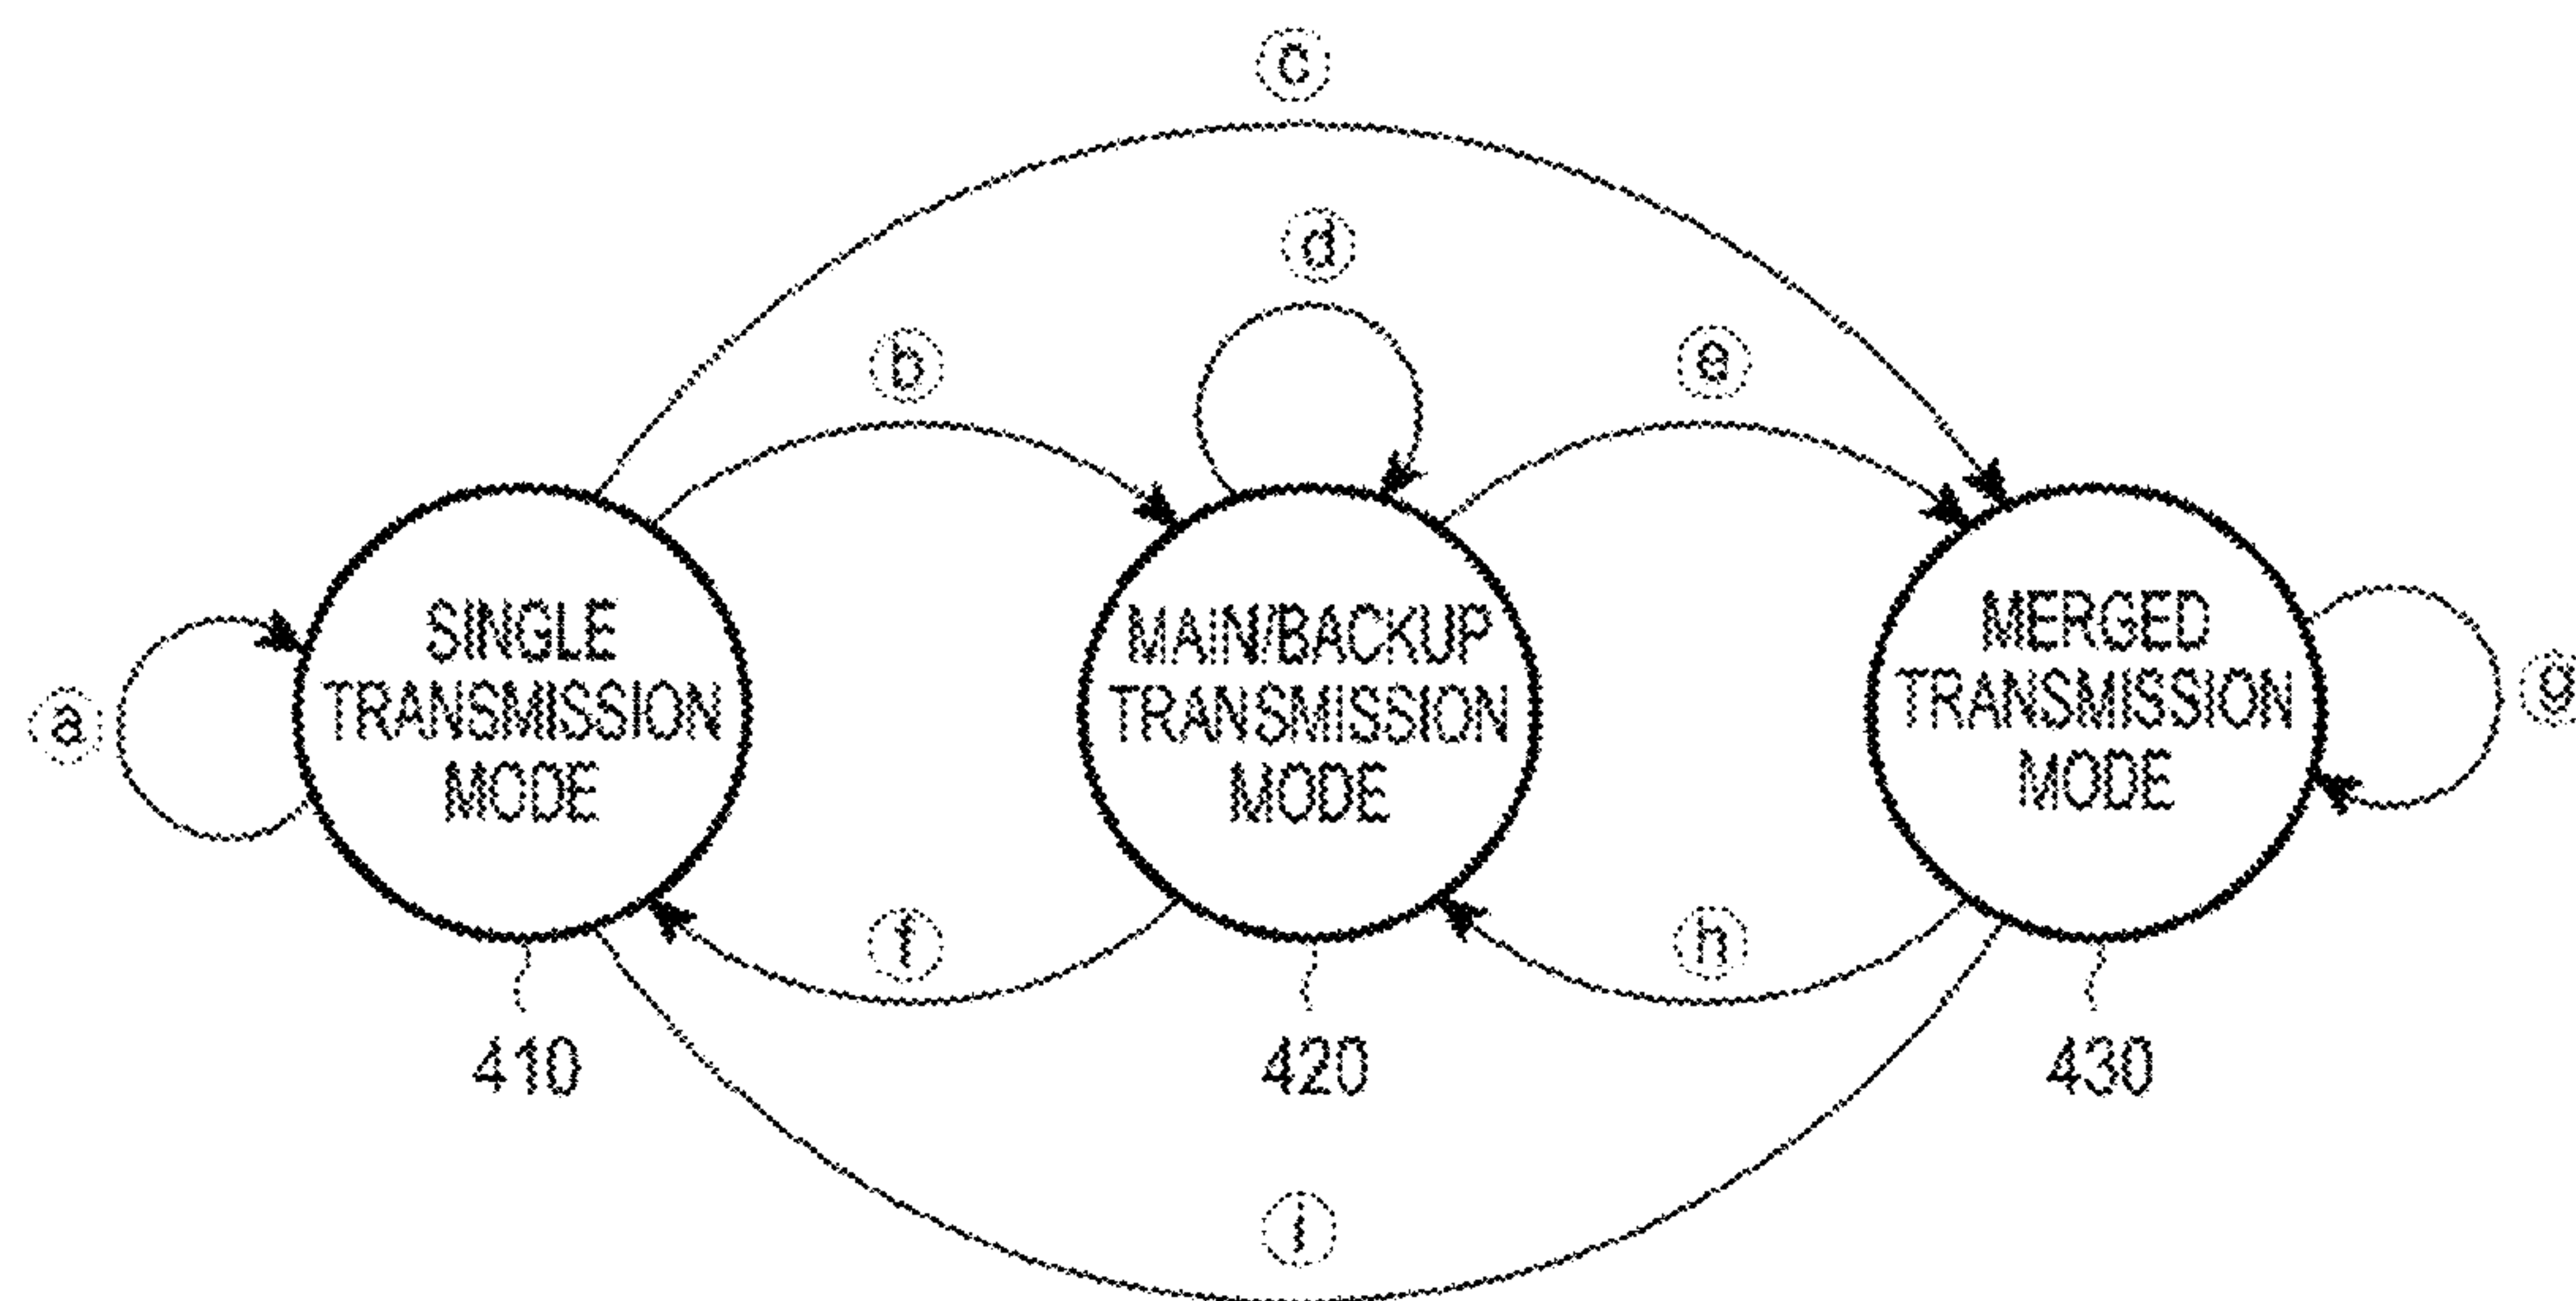 c
d
b
e
SINGLE
TRANSMISSION
MODE
MAIN/BACKUP
TRANSMISSION
MODE
MERGED
TRANSMISSION
MODE
a
g
f
h
410
420
430
i